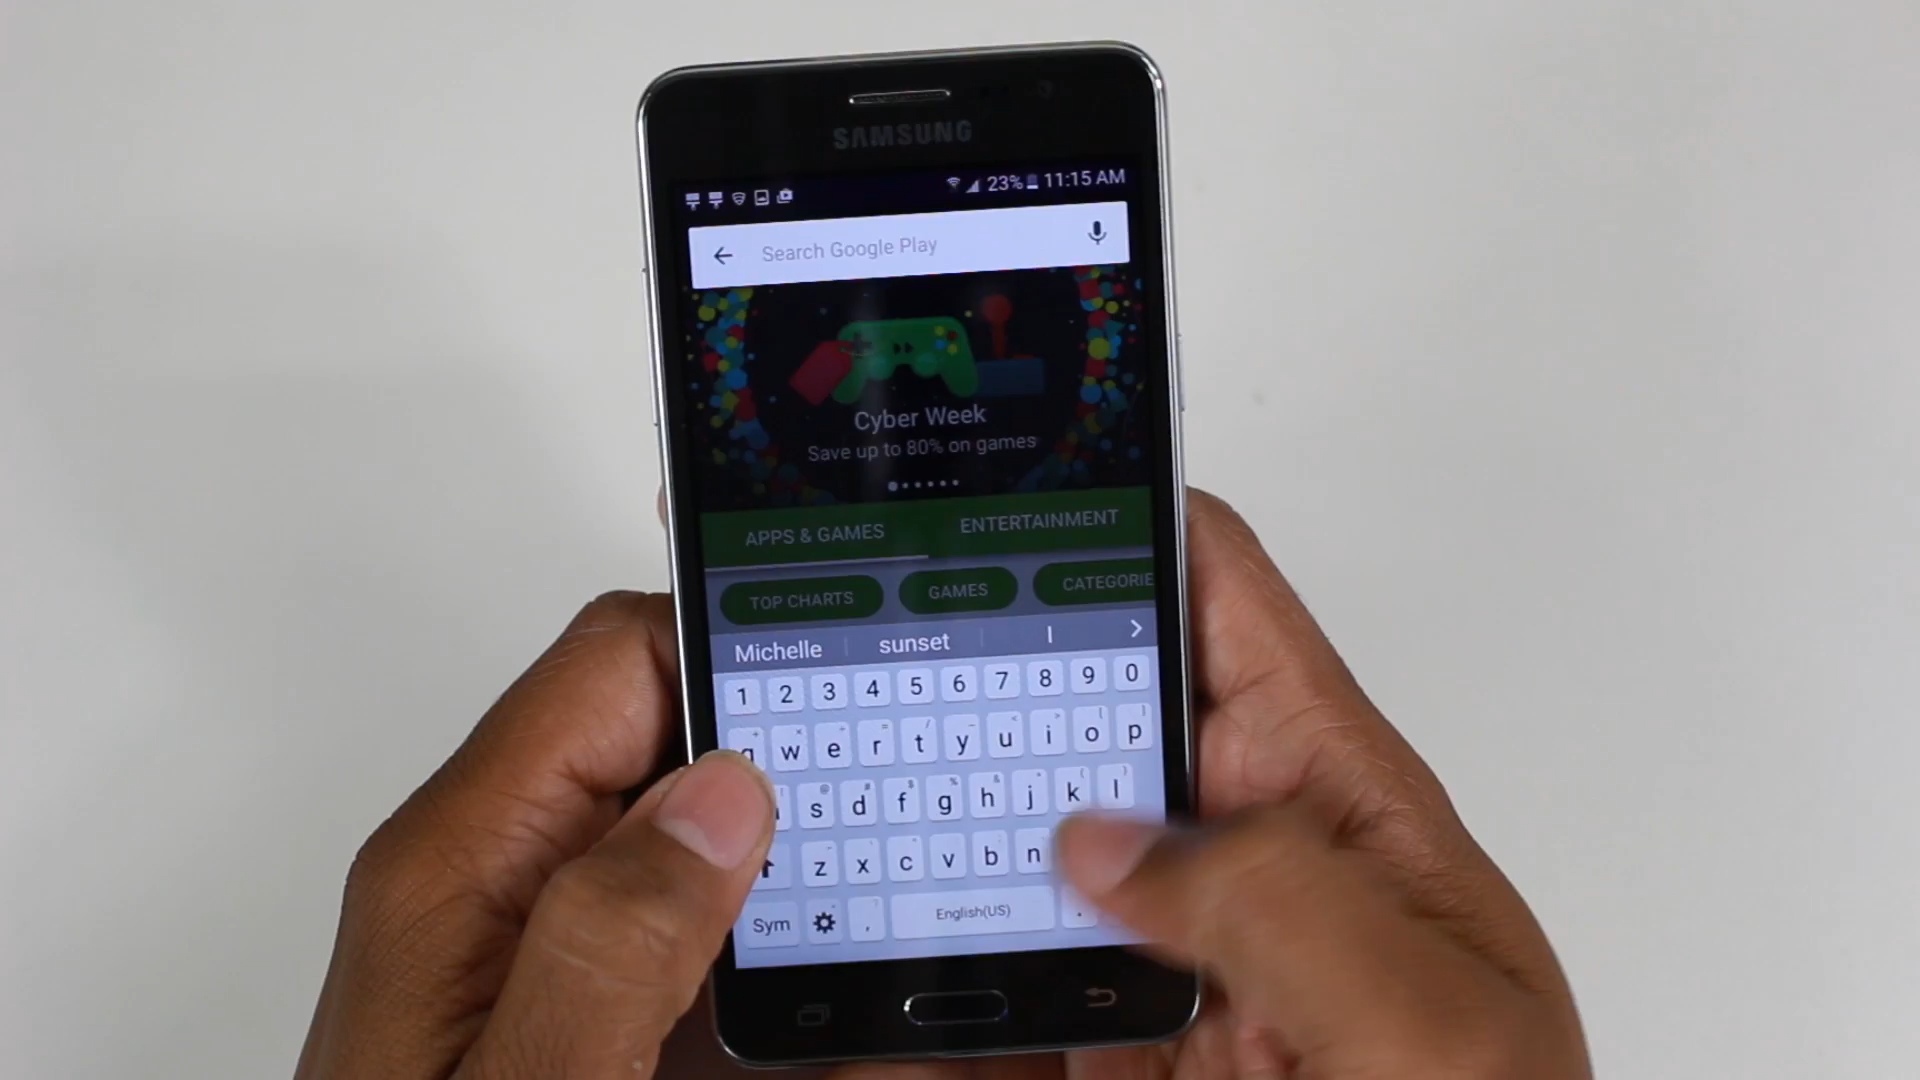 SAMSUNG
23% 11:15 AM
Search Google Play
Cyber Week
Save up to 80% on games
APPS & GAMES ENTERTAINMENT
TOP CHARTS GAMES CATEGORIE
Michelle sunset I
1 2 3 4 5 6 7 8 9 0
q w e r t y u i o p
s d f g h j k l
z x c v b n
Sym , English(US) .